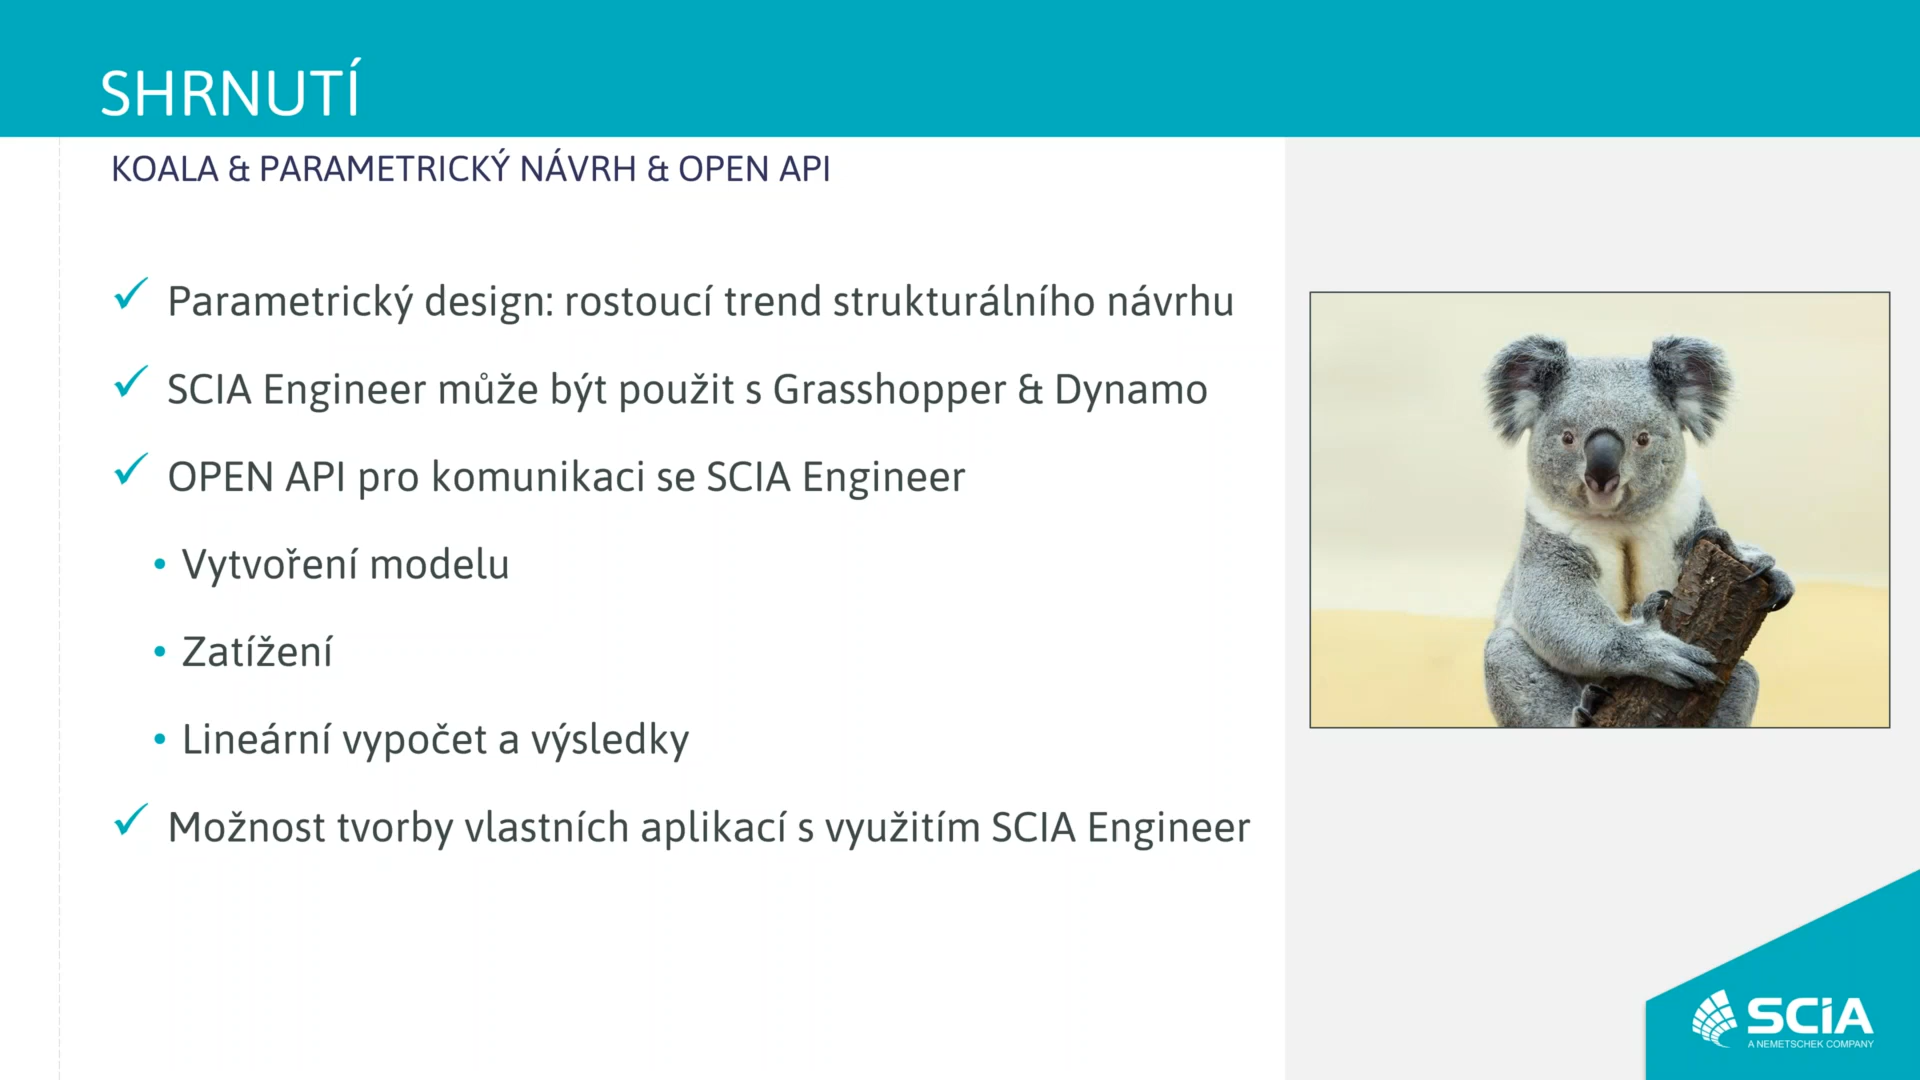 SHRNUTÍ
KOALA & PARAMETRICKÝ NÁVRH & OPEN API
Parametrický design: rostoucí trend strukturálního návrhu
SCIA Engineer může být použit s Grasshopper & Dynamo
OPEN API pro komunikaci se SCIA Engineer
Vytvoření modelu
Zatížení
Lineární vypočet a výsledky
Možnost tvorby vlastních aplikací s využitím SCIA Engineer
SCiA
A NEMETSCHEK COMPANY